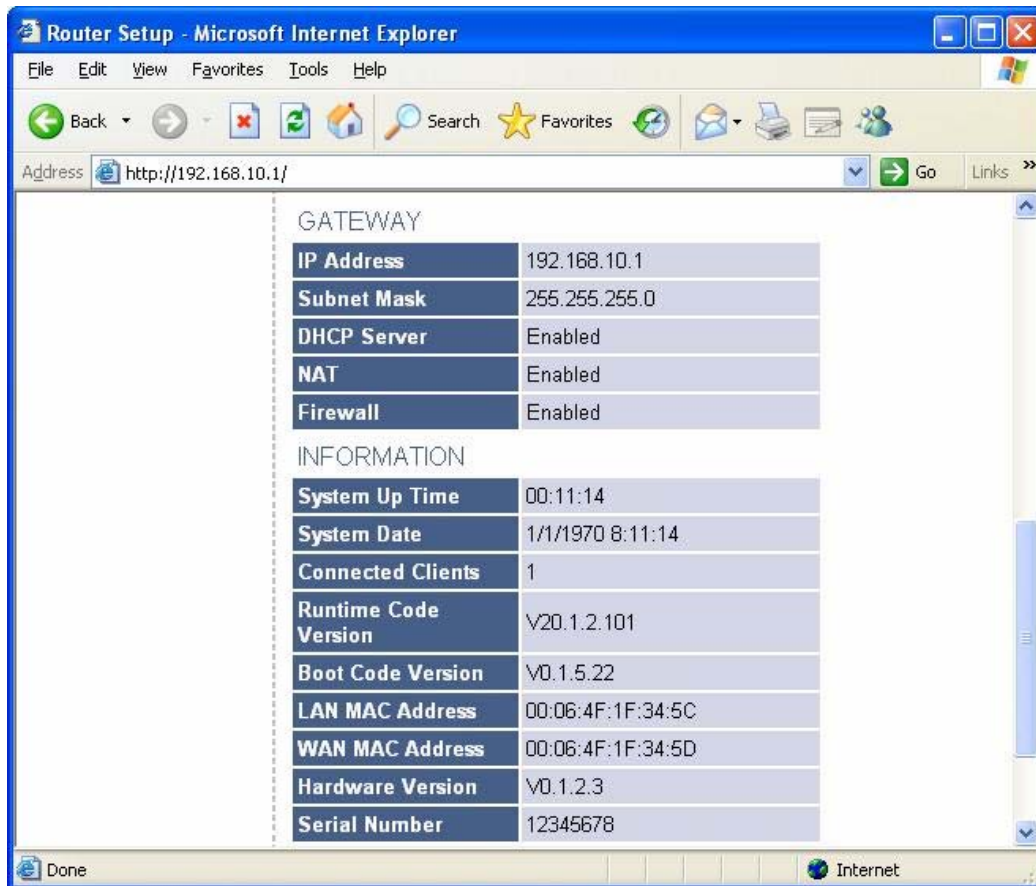 Router Setup - Microsoft Internet Explorer
File Edit View Favorites Tools Help
Back Search Favorites
Address http://192.168.10.1/ Go Links »
GATEWAY
IP Address 192.168.10.1
Subnet Mask 255.255.255.0
DHCP Server Enabled
NAT Enabled
Firewall Enabled
INFORMATION
System Up Time 00:11:14
System Date 1/1/1970 8:11:14
Connected Clients 1
Runtime Code
Version V20.1.2.101
Boot Code Version V0.1.5.22
LAN MAC Address 00:06:4F:1F:34:5C
WAN MAC Address 00:06:4F:1F:34:5D
Hardware Version V0.1.2.3
Serial Number 12345678
Done Internet